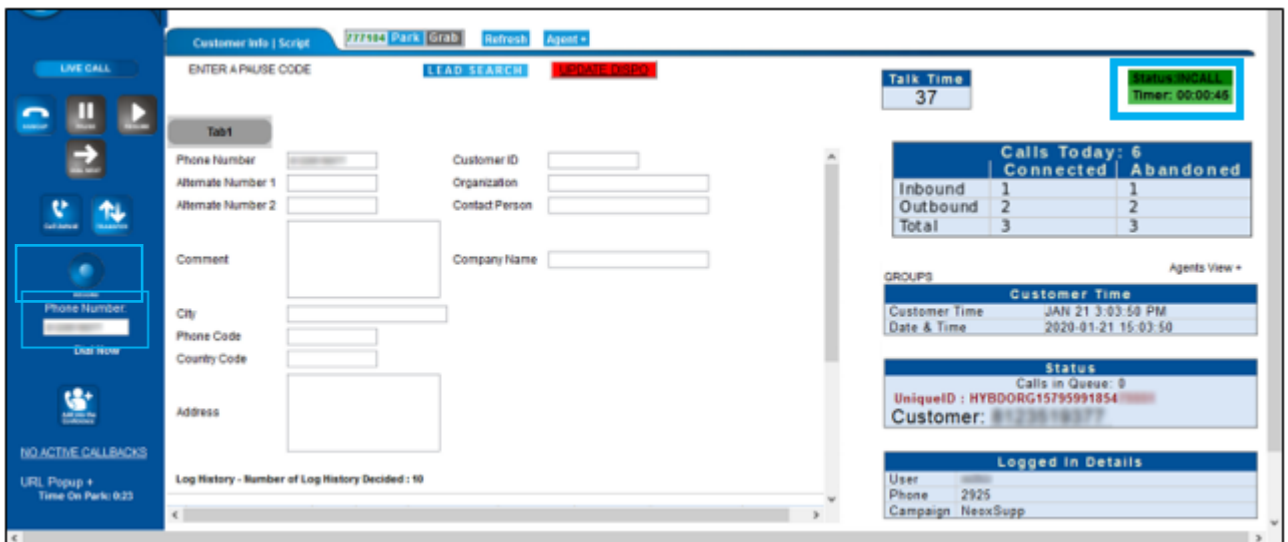 Customer Info | Script
777104 Park Grab
Refresh
Agent +
LIVE CALL
ENTER A PAUSE CODE
LEAD SEARCH
UPDATE DISPO
Talk Time
37
Status:INCALL
Timer: 00:00:46
Tab1
Phone Number
Customer ID
Alternate Number 1
Organization
Alternate Number 2
Contact Person
Comment
Company Name
City
Phone Code
Country Code
Address
Log History - Number of Log History Decided : 10
TRANSFER
Phone Number:
Dial Now
Add into the
Conference
NO ACTIVE CALLBACKS
URL Popup +
Time On Park: 0:23
Calls Today: 6
Connected Abandoned
Inbound 1 1
Outbound 2 2
Total 3 3
Agents View +
GROUPS
Customer Time
Customer Time JAN 21 3:03:50 PM
Date & Time 2020-01-21 15:03:50
Status
Calls in Queue: 0
UniqueID : HYBDORG15795991854
Customer:
Logged In Details
User
Phone 2925
Campaign NeoxSupp